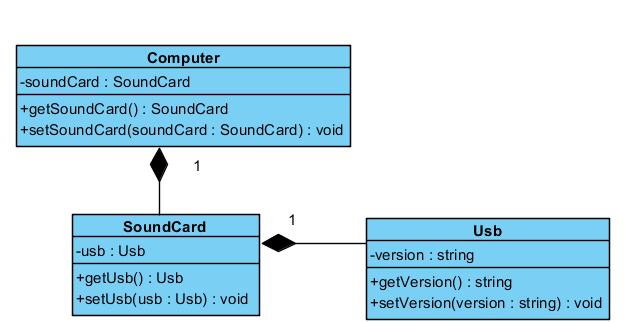 Computer
-soundCard : SoundCard
+getSoundCard() : SoundCard
+setSoundCard(soundCard : SoundCard) : void
1
SoundCard
-usb : Usb
+getUsb() : Usb
+setUsb(usb : Usb) : void
1
Usb
-version : string
+getVersion() : string
+setVersion(version : string) : void